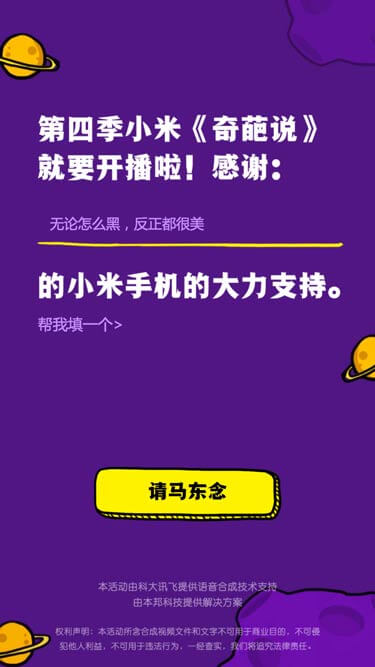 第四季小米《奇葩说》
就要开播啦！感谢：
无论怎么黑，反正都很美
的小米手机的大力支持。
帮我填一个>
请马东念
本活动由科大讯飞提供语音合成技术支持
由本邦科技提供解决方案
权利声明：本活动所含合成视频文件和文字不可用于商业目的，不可侵
犯他人利益，不可用于违法行为，一经查实，我们将追究法律责任。